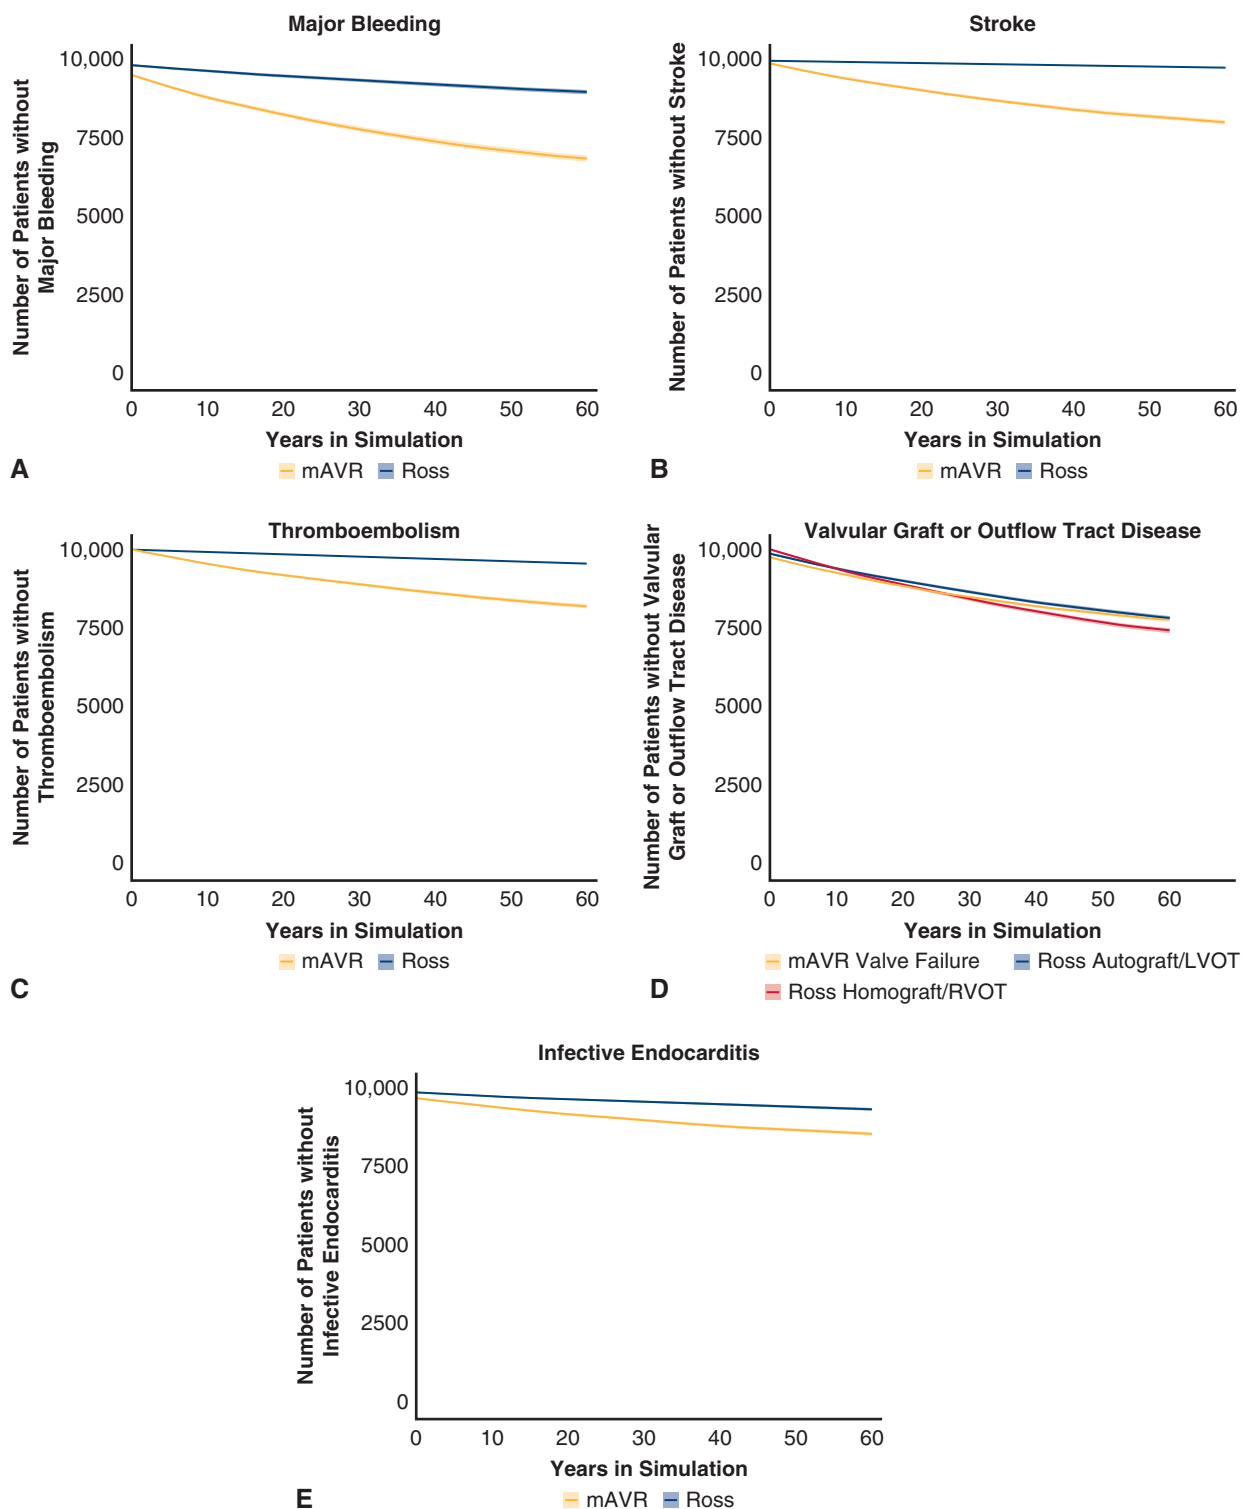 Major Bleeding
Number of Patients without
Major Bleeding
10,000
7500
5000
2500
0
0 10 20 30 40 50 60
Years in Simulation
mAVR Ross
A
Stroke
Number of Patients without Stroke
10,000
7500
5000
2500
0
0 10 20 30 40 50 60
Years in Simulation
mAVR Ross
B
Thromboembolism
Number of Patients without
Thromboembolism
10,000
7500
5000
2500
0
0 10 20 30 40 50 60
Years in Simulation
mAVR Ross
C
Valvular Graft or Outflow Tract Disease
Number of Patients without Valvular
Graft or Outflow Tract Disease
10,000
7500
5000
2500
0
0 10 20 30 40 50 60
Years in Simulation
mAVR Valve Failure Ross Autograft/LVOT
Ross Homograft/RVOT
D
Infective Endocarditis
Number of Patients without
Infective Endocarditis
10,000
7500
5000
2500
0
0 10 20 30 40 50 60
Years in Simulation
mAVR Ross
E